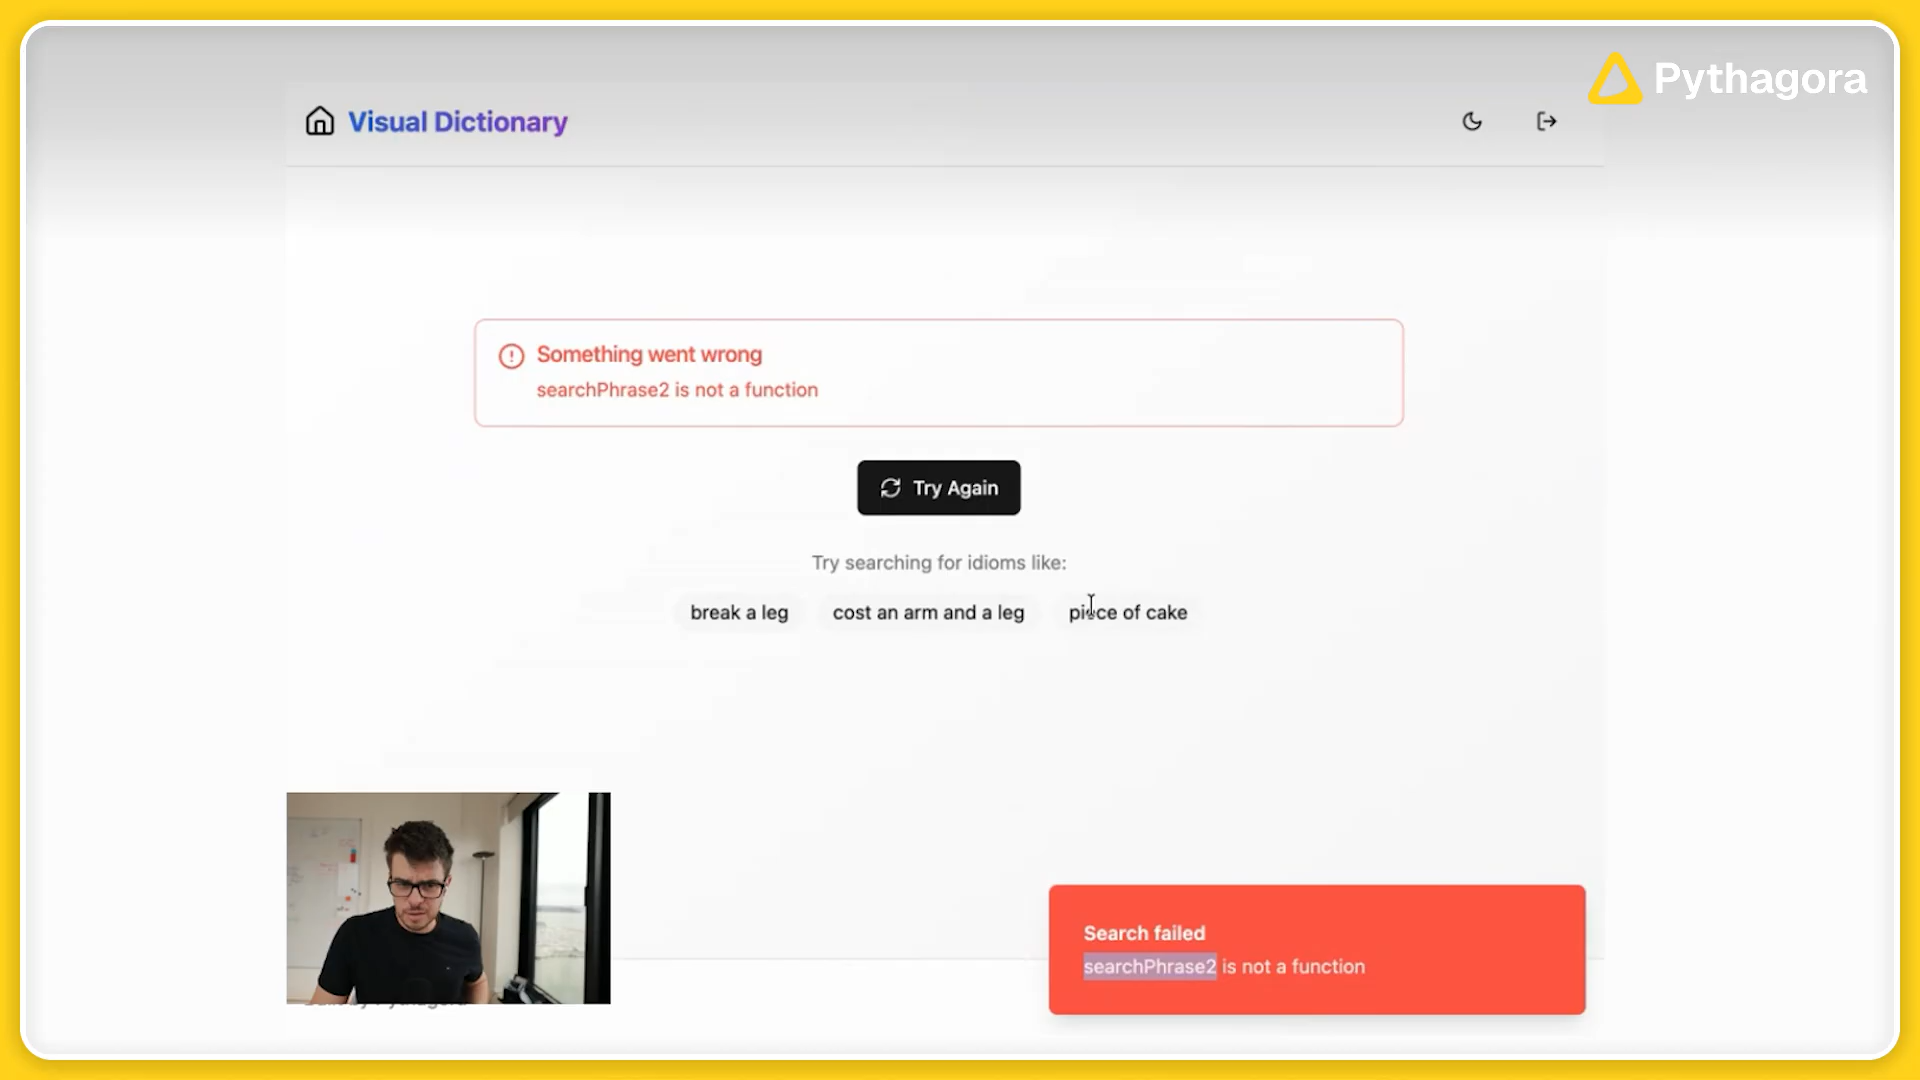 Pythagora
Visual Dictionary
Something went wrong
searchPhrase2 is not a function
Try Again
Try searching for idioms like:
break a leg
cost an arm and a leg
piece of cake
Search failed
searchPhrase2 is not a function